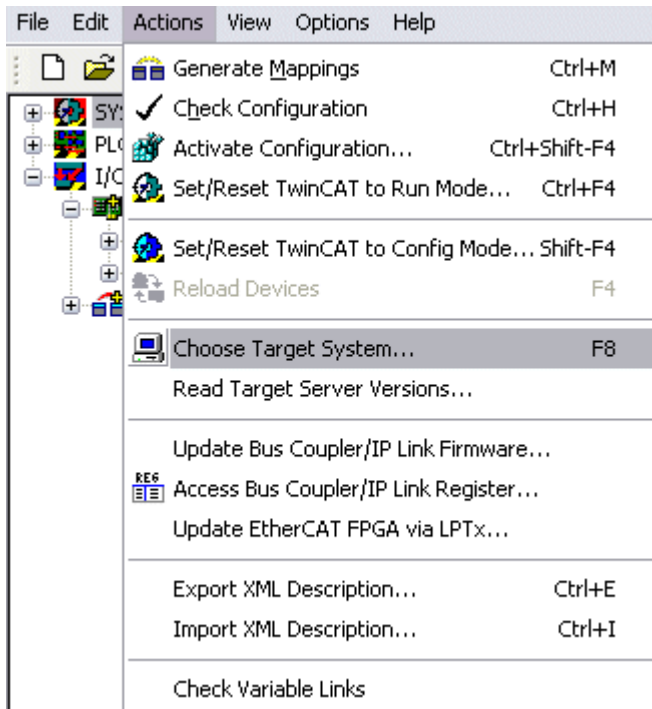 File Edit Actions View Options Help
Generate Mappings Ctrl+M
Check Configuration Ctrl+H
Activate Configuration... Ctrl+Shift-F4
Set/Reset TwinCAT to Run Mode... Ctrl+F4
Set/Reset TwinCAT to Config Mode... Shift-F4
Reload Devices F4
Choose Target System... F8
Read Target Server Versions...
Update Bus Coupler/IP Link Firmware...
REG Access Bus Coupler/IP Link Register...
Update EtherCAT FPGA via LPTx...
Export XML Description... Ctrl+E
Import XML Description... Ctrl+I
Check Variable Links